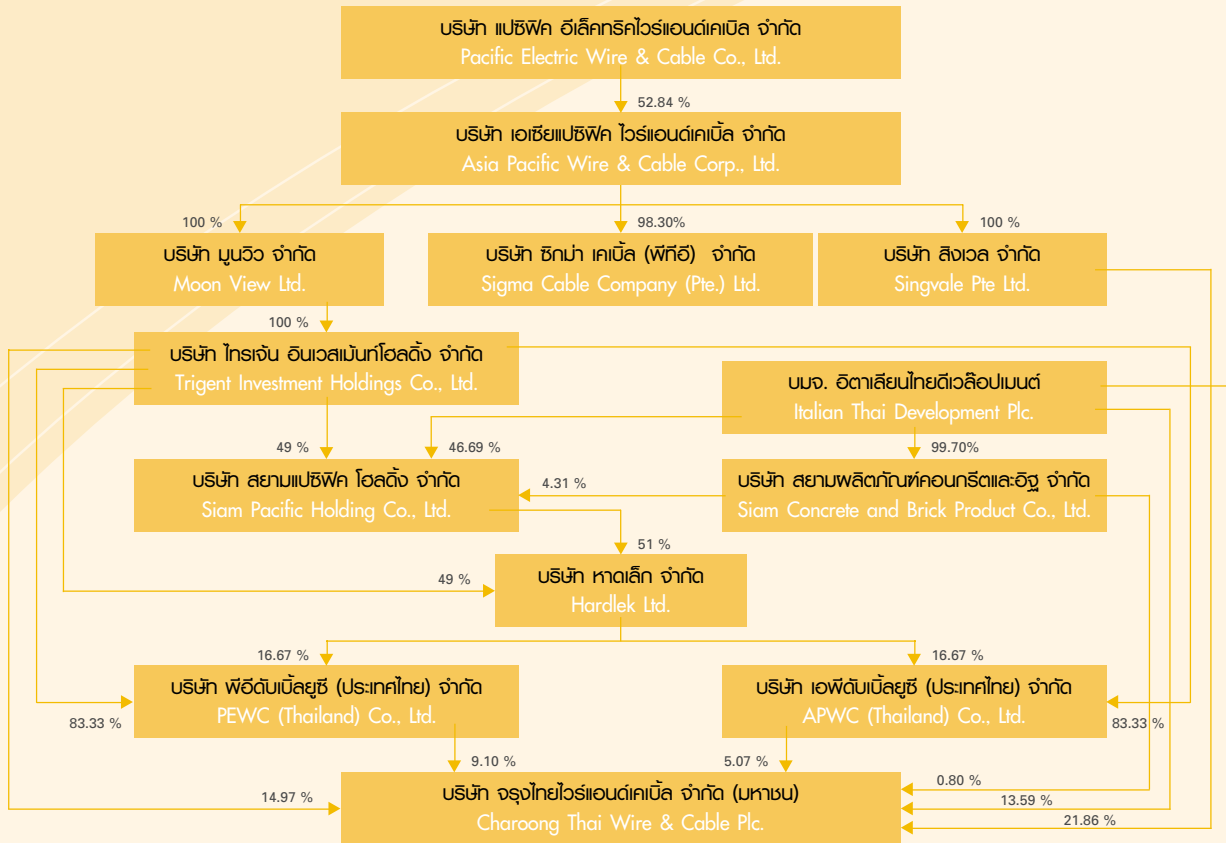 บริษัท แปซิฟิค อีเล็คทริคไวร์แอนด์เคเบิล จำกัด
Pacific Electric Wire & Cable Co., Ltd.
52.84 %
บริษัท เอเซียแปซิฟิค ไวร์แอนด์เคเบิ้ล จำกัด
Asia Pacific Wire & Cable Corp., Ltd.
100 %
98.30%
100 %
บริษัท มูนวิว จำกัด
Moon View Ltd.
บริษัท ซิกม่า เคเบิ้ล (พีทีอี) จำกัด
Sigma Cable Company (Pte.) Ltd.
บริษัท สิงเวล จำกัด
Singvale Pte Ltd.
100 %
บริษัท ไทรเจ้น อินเวสเม้นท์โฮลดิ้ง จำกัด
Trigent Investment Holdings Co., Ltd.
บมจ. อิตาเลียนไทยดีเวล๊อปเมนต์
Italian Thai Development Plc.
49 %
46.69 %
99.70%
บริษัท สยามแปซิฟิค โฮลดิ้ง จำกัด
Siam Pacific Holding Co., Ltd.
4.31 %
บริษัท สยามผลิตภัณฑ์คอนกรีตและอิฐ จำกัด
Siam Concrete and Brick Product Co., Ltd.
51 %
49 %
บริษัท หาดเล็ก จำกัด
Hardlek Ltd.
16.67 %
16.67 %
บริษัท พีอีดับเบิ้ลยูซี (ประเทศไทย) จำกัด
PEWC (Thailand) Co., Ltd.
บริษัท เอพีดับเบิ้ลยูซี (ประเทศไทย) จำกัด
APWC (Thailand) Co., Ltd.
83.33 %
83.33 %
9.10 %
5.07 %
บริษัท จรุงไทยไวร์แอนด์เคเบิ้ล จำกัด (มหาชน)
Charoong Thai Wire & Cable Plc.
14.97 %
0.80 %
13.59 %
21.86 %